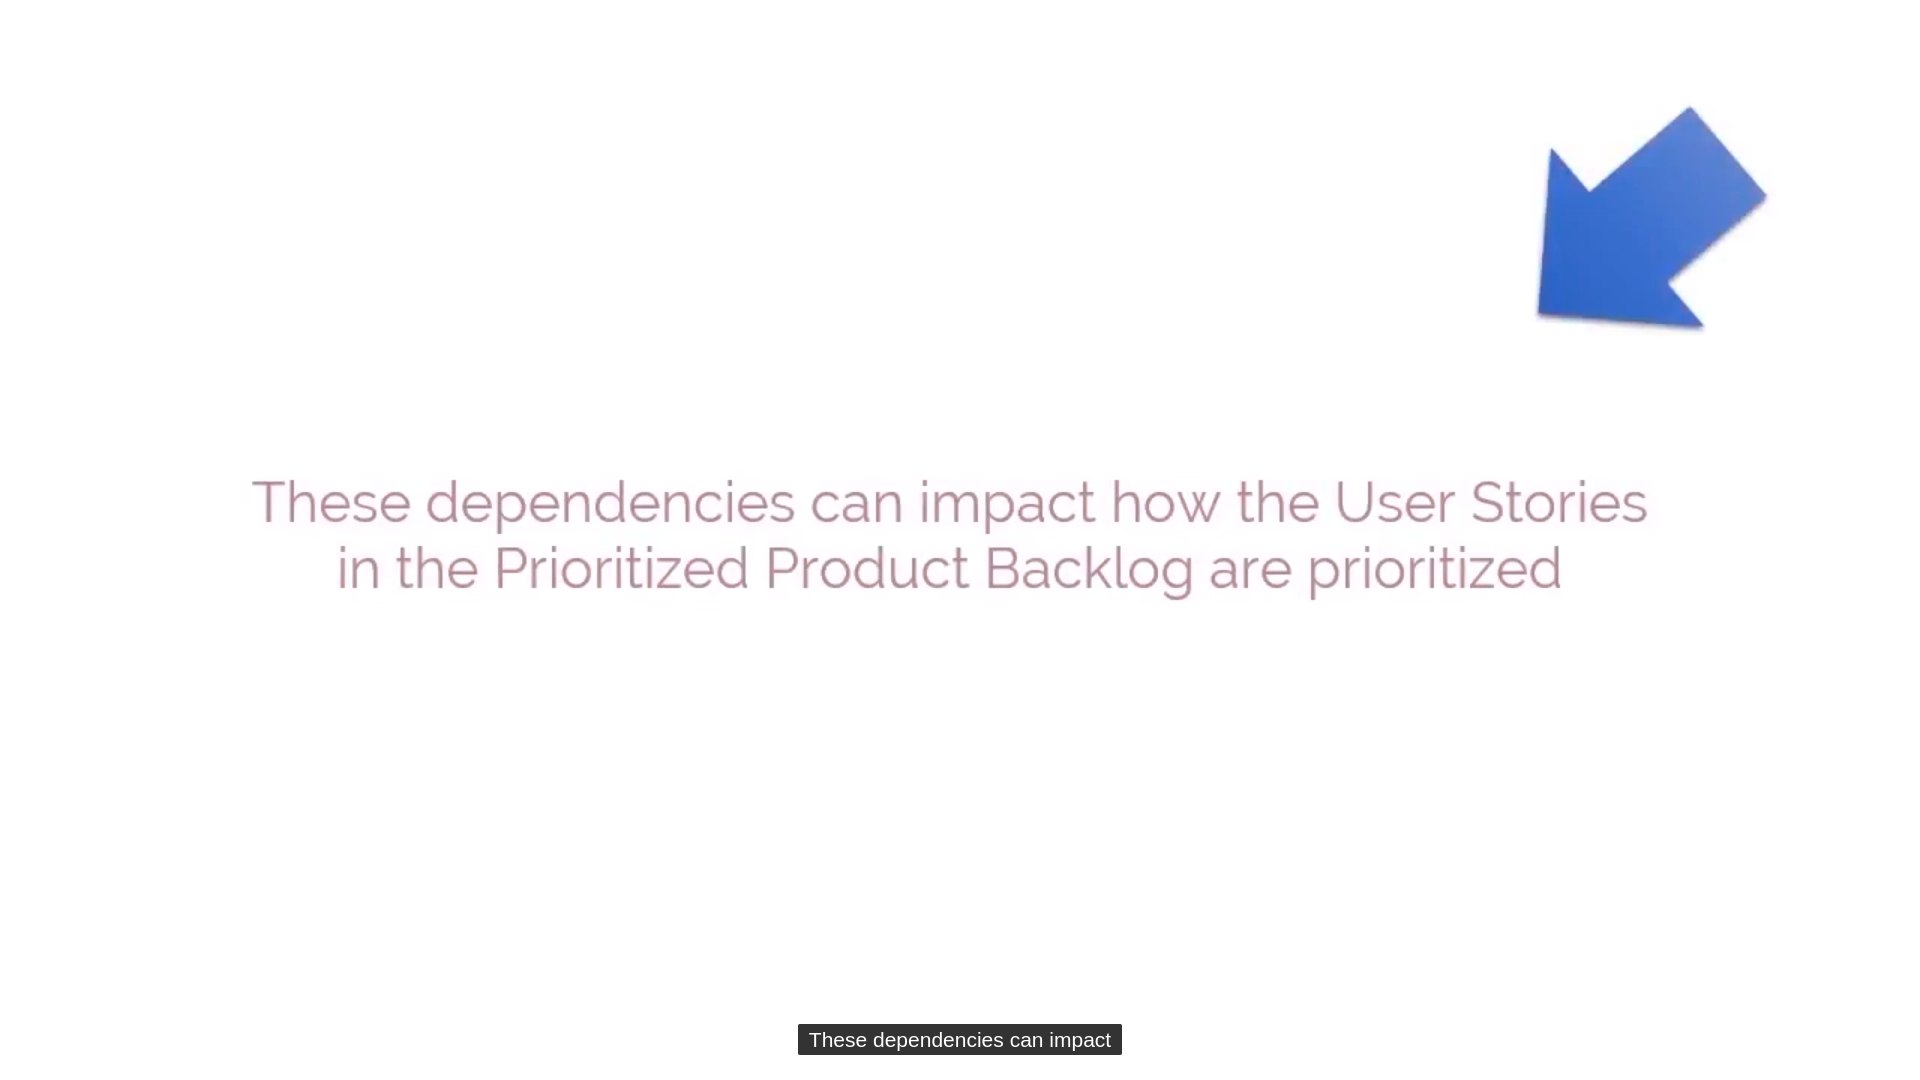 These dependencies can impact how the User Stories
in the Prioritized Product Backlog are prioritized
These dependencies can impact